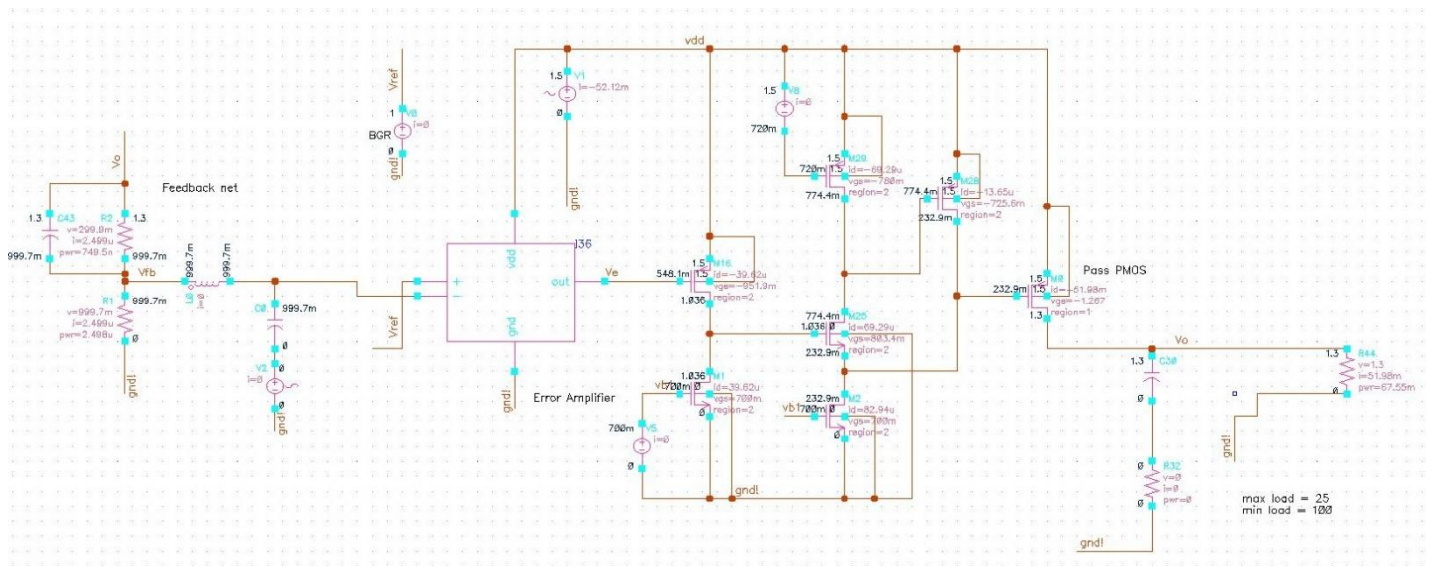 vdd
Vref
1.5
V1
i=-52.12m
0
1
V0
i=0
BGR
0
gnd!
gnd!
1.5
V8
i=0
720m
Vo
Feedback net
1.3
C43
R2
1.3
v=299.9m
i=2.499u
pwr=749.5n
999.7m
999.7m
Vfb
999.7m
L0
i=0
999.7m
R1
999.7m
v=999.7m
i=2.499u
pwr=2.498u
0
gnd!
C0
999.7m
0
V2
0
i=0
0
gnd!
Vref
I36
vdd
+
-
out
gnd
gnd!
Error Amplifier
Ve
548.1m
1.5
M16
id=-39.62u
1.5
vgs=-951.9m
region=2
1.036
1.036
M1
id=39.62u
700m
0
vgs=700m
region=2
0
700m
V5
i=0
0
gnd!
1.5
M29
id=-69.29u
720m
1.5
vgs=-780m
region=2
774.4m
1.5
M28
id=-13.65u
774.4m
1.5
vgs=-725.6m
region=2
232.9m
774.4m
M25
id=69.29u
1.036
0
vgs=803.4m
region=2
232.9m
232.9m
M2
vb1
700m
0
id=82.94u
vgs=700m
region=2
0
Pass PMOS
1.5
M0
id=-51.98m
232.9m
1.5
vgs=-1.267
region=1
1.3
Vo
1.3
C30
0
1.3
R44
v=1.3
i=51.98m
pwr=67.55m
0
gnd!
0
R32
v=0
i=0
pwr=0
0
gnd!
max load = 25
min load = 100